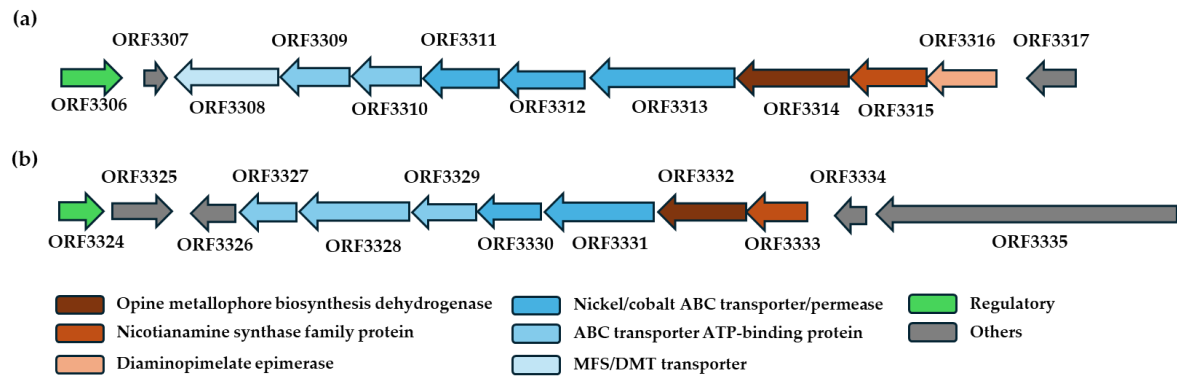 (a)
ORF3307 ORF3309 ORF3311 ORF3316 ORF3317
ORF3306 ORF3308 ORF3310 ORF3312 ORF3313 ORF3314 ORF3315
(b)
ORF3325 ORF3327 ORF3329 ORF3332 ORF3334
ORF3324 ORF3326 ORF3328 ORF3330 ORF3331 ORF3333 ORF3335
Opine metallophore biosynthesis dehydrogenase Nickel/cobalt ABC transporter/permease Regulatory
Nicotianamine synthase family protein ABC transporter ATP-binding protein Others
Diaminopimelate epimerase MFS/DMT transporter